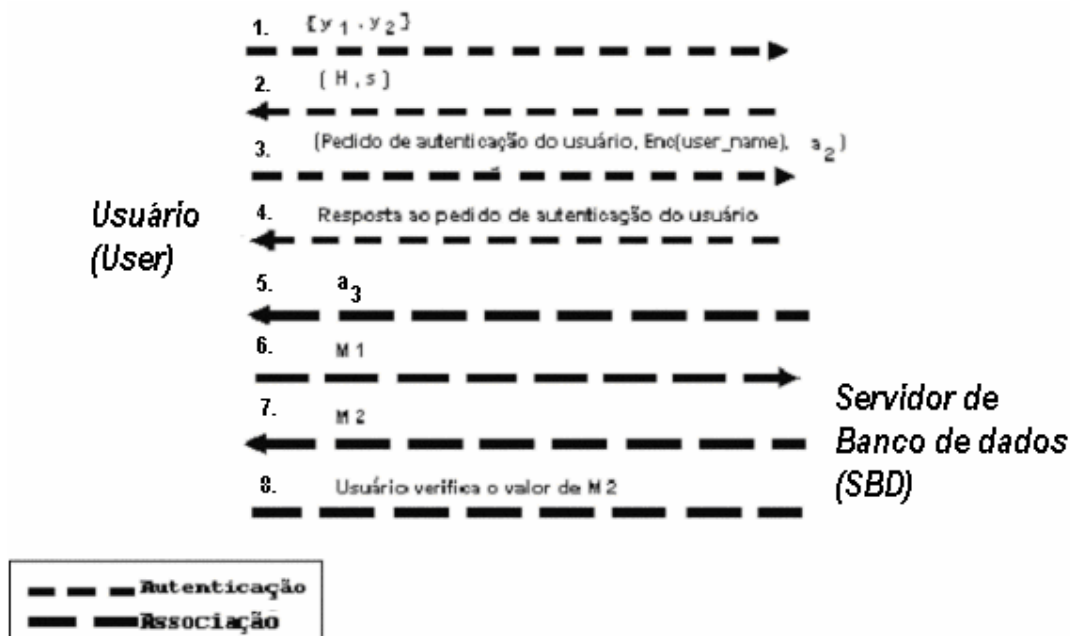 1. {y1, y2}
2. (H, s)
3. (Pedido de autenticação do usuário, Enc(user_name), a2)
Usuário
(User)
4. Resposta ao pedido de autenticação do usuário
5. a3
6. M1
7. M2
Servidor de
Banco de dados
(SBD)
8. Usuário verifica o valor de M2
Autenticação
Associação